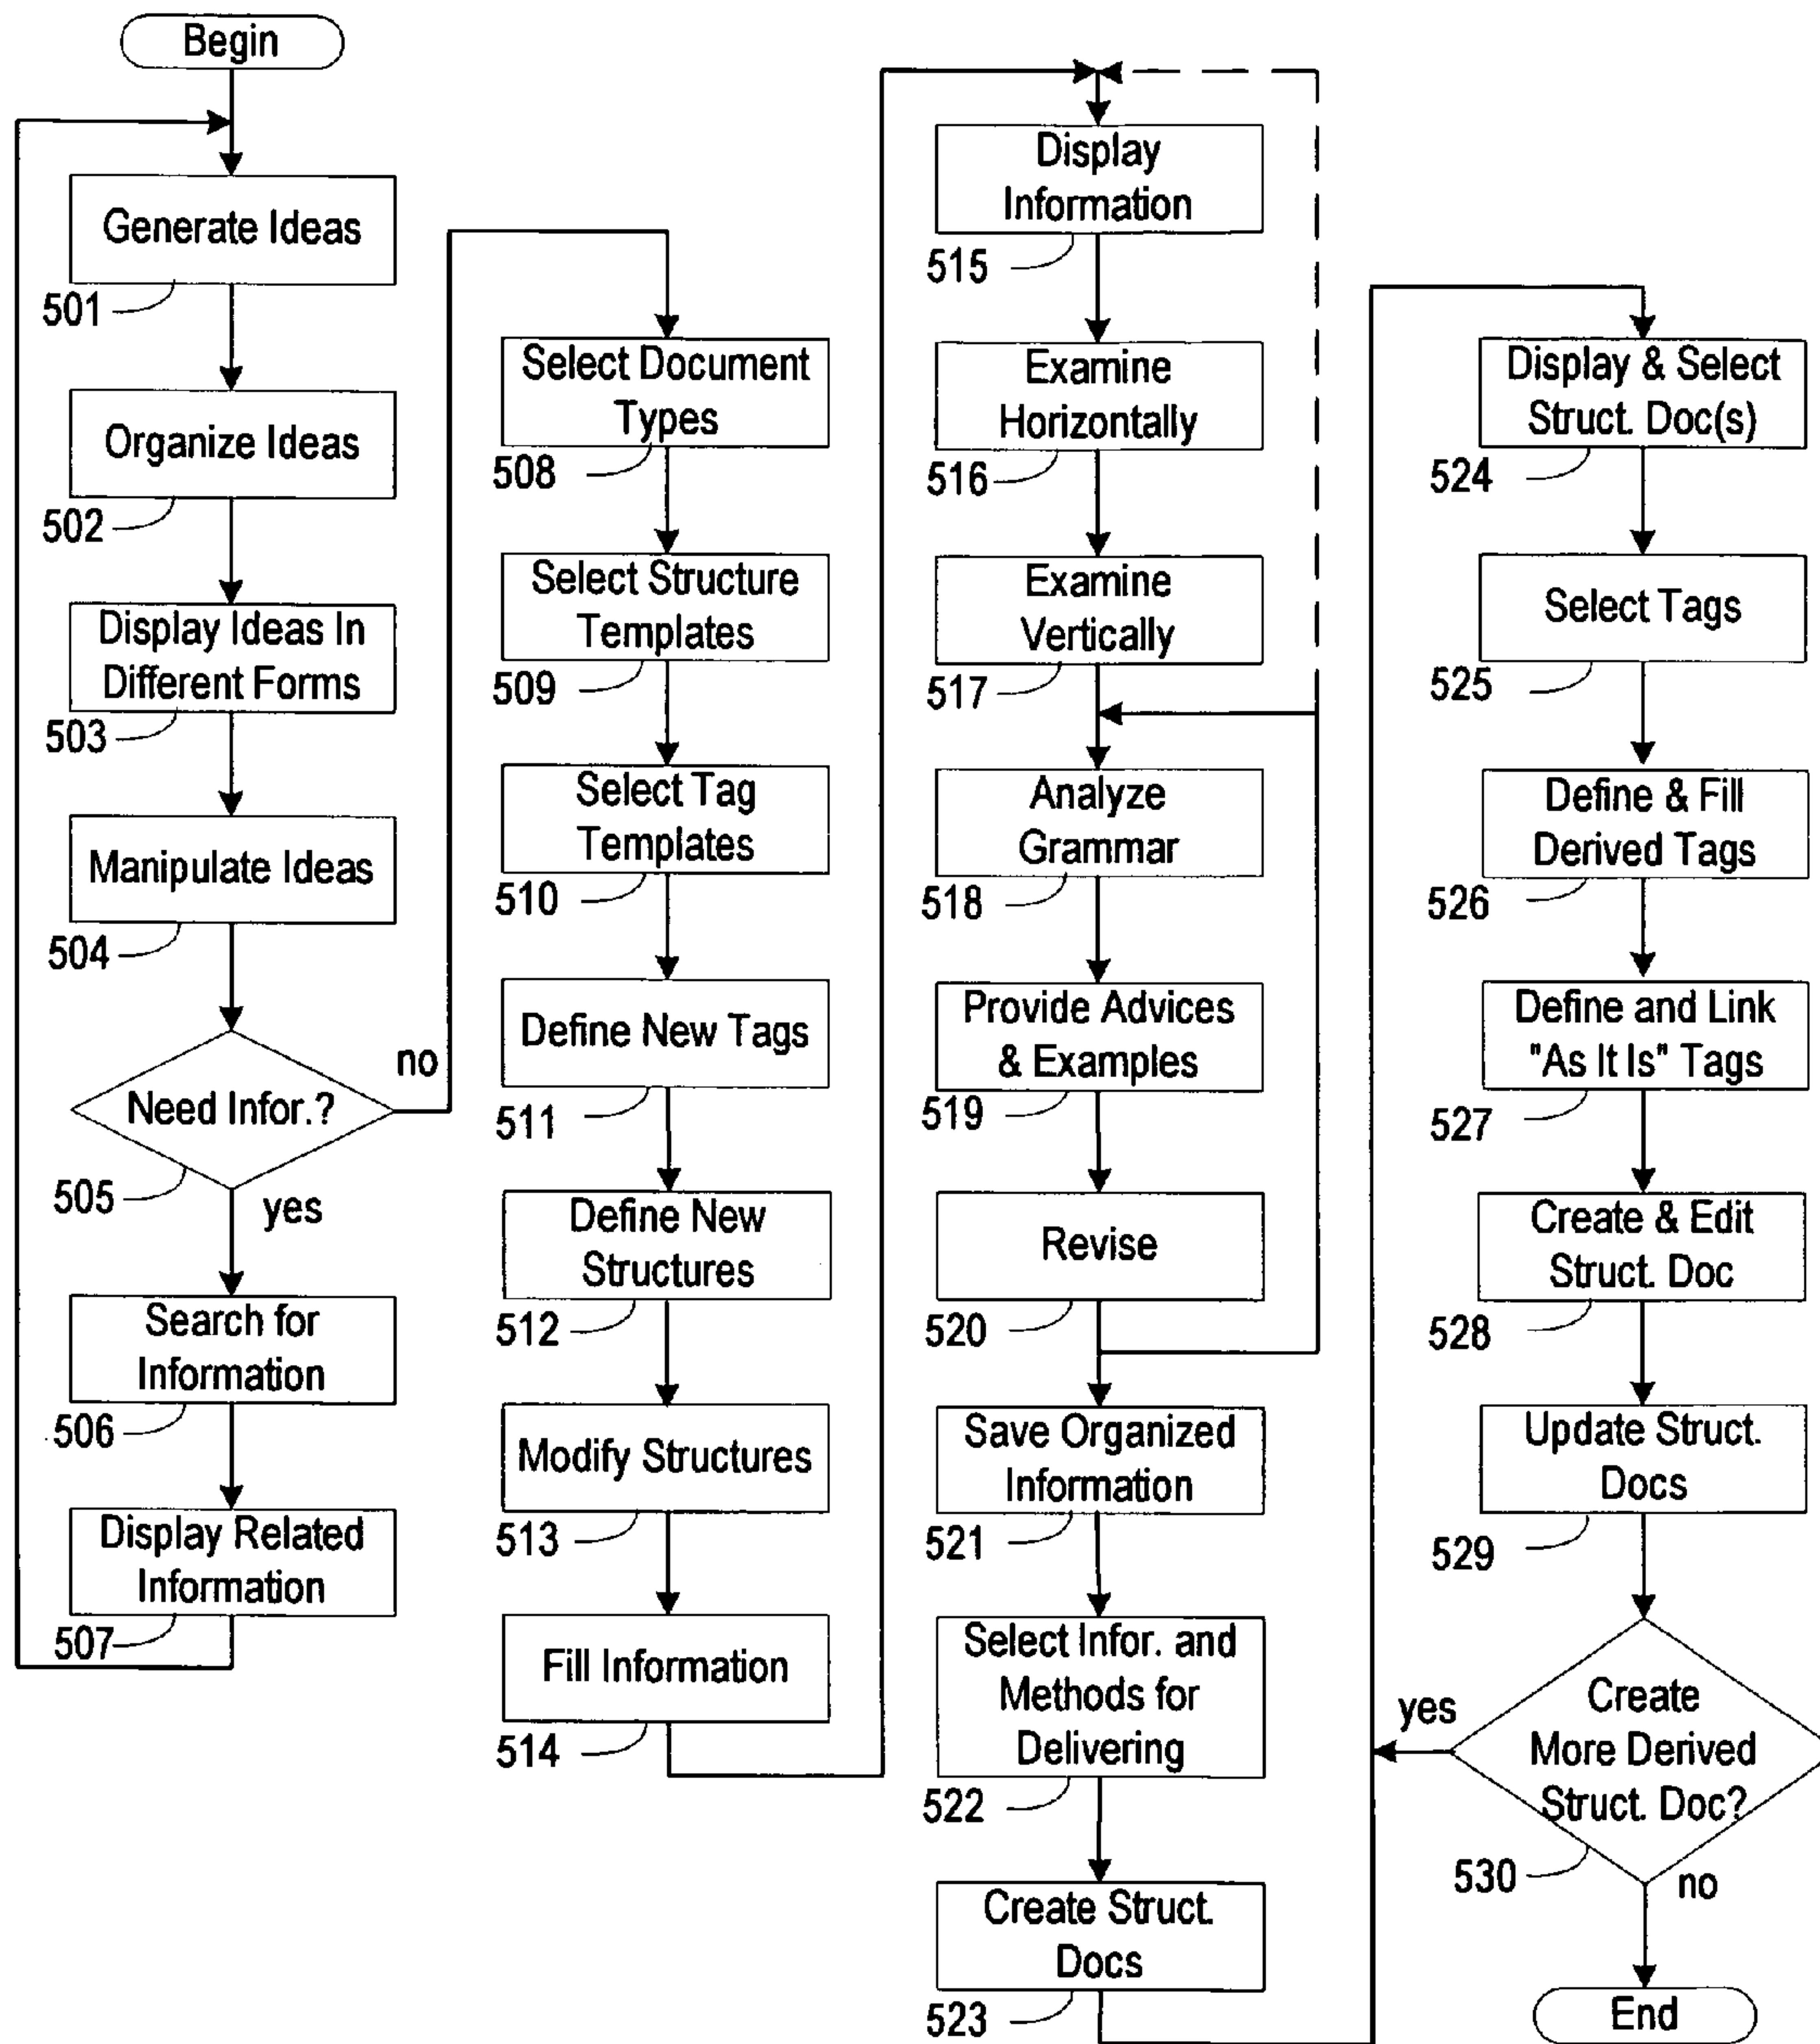 Begin
Generate Ideas
501
Organize Ideas
502
Display Ideas In
Different Forms
503
Manipulate Ideas
504
Need Infor.?
no
505
yes
Search for
Information
506
Display Related
Information
507
Select Document
Types
508
Select Structure
Templates
509
Select Tag
Templates
510
Define New Tags
511
Define New
Structures
512
Modify Structures
513
Fill Information
514
Display
Information
515
Examine
Horizontally
516
Examine
Vertically
517
Analyze
Grammar
518
Provide Advices
& Examples
519
Revise
520
Save Organized
Information
521
Select Infor. and
Methods for
Delivering
522
Create Struct.
Docs
523
Display & Select
Struct. Doc(s)
524
Select Tags
525
Define & Fill
Derived Tags
526
Define and Link
"As It Is" Tags
527
Create & Edit
Struct. Doc
528
Update Struct.
Docs
529
yes
Create
More Derived
Struct. Doc?
530
no
End